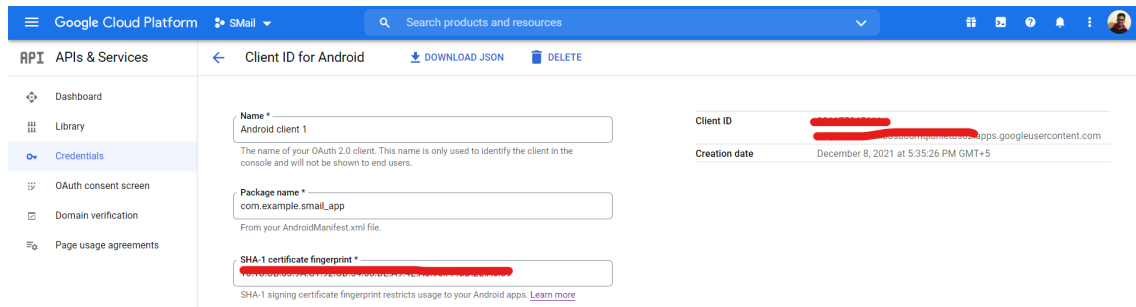 Google Cloud Platform
SMail
Search products and resources
API APIs & Services
Client ID for Android
DOWNLOAD JSON
DELETE
Dashboard
Library
Credentials
OAuth consent screen
Domain verification
Page usage agreements
Name *
Android client 1
The name of your OAuth 2.0 client. This name is only used to identify the client in the
console and will not be shown to end users.
Package name *
com.example.smail_app
From your AndroidManifest.xml file.
SHA-1 certificate fingerprint *
SHA-1 signing certificate fingerprint restricts usage to your Android apps. Learn more
Client ID
apps.googleusercontent.com
Creation date
December 8, 2021 at 5:35:26 PM GMT+5